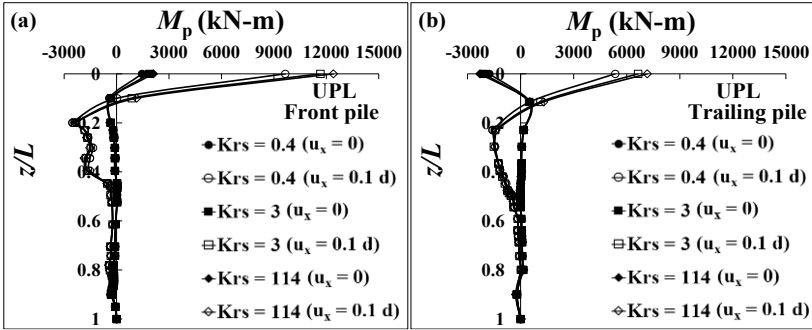 (a)
M_p (kN-m)
-3000 0 3000 6000 9000 12000 15000
0
0.2
0.4
0.6
0.8
1
z/L
UPL
Front pile
Krs = 0.4 (u_x = 0)
Krs = 0.4 (u_x = 0.1 d)
Krs = 3 (u_x = 0)
Krs = 3 (u_x = 0.1 d)
Krs = 114 (u_x = 0)
Krs = 114 (u_x = 0.1 d)
(b)
M_p (kN-m)
-3000 0 3000 6000 9000 12000 15000
0
0.2
0.4
0.6
0.8
1
z/L
UPL
Trailing pile
Krs = 0.4 (u_x = 0)
Krs = 0.4 (u_x = 0.1 d)
Krs = 3 (u_x = 0)
Krs = 3 (u_x = 0.1 d)
Krs = 114 (u_x = 0)
Krs = 114 (u_x = 0.1 d)